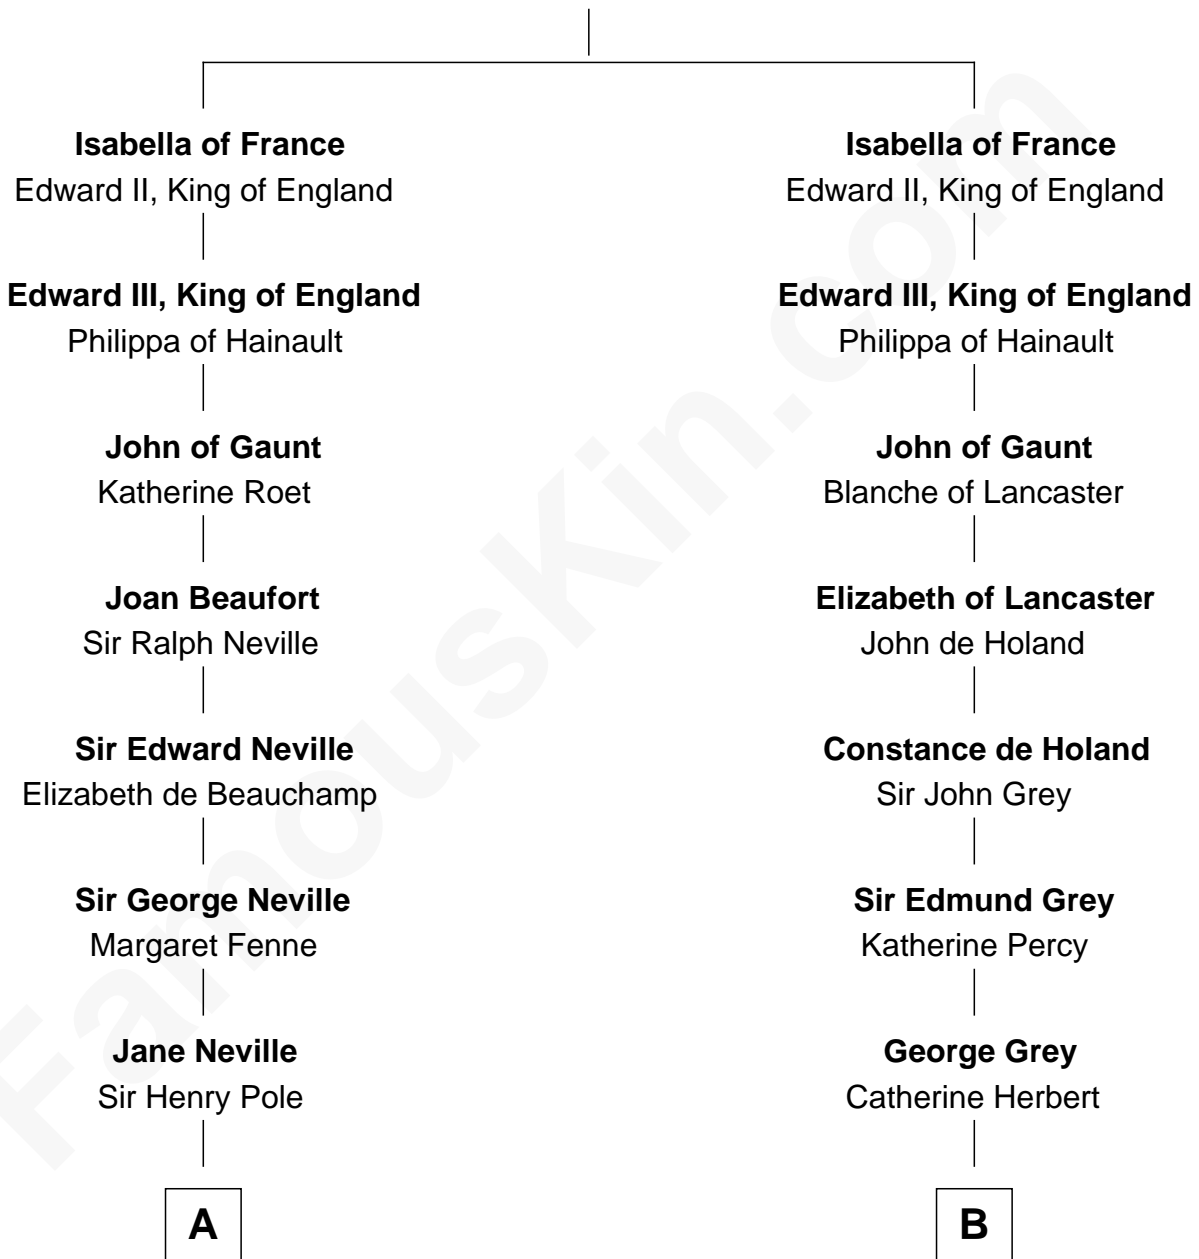 Isabella of France
Edward II, King of England
Edward III, King of England
Philippa of Hainault
John of Gaunt
Katherine Roet
Joan Beaufort
Sir Ralph Neville
Sir Edward Neville
Elizabeth de Beauchamp
Sir George Neville
Margaret Fenne
Jane Neville
Sir Henry Pole
A
Isabella of France
Edward II, King of England
Edward III, King of England
Philippa of Hainault
John of Gaunt
Blanche of Lancaster
Elizabeth of Lancaster
John de Holand
Constance de Holand
Sir John Grey
Sir Edmund Grey
Katherine Percy
George Grey
Catherine Herbert
B
FamousKin.com